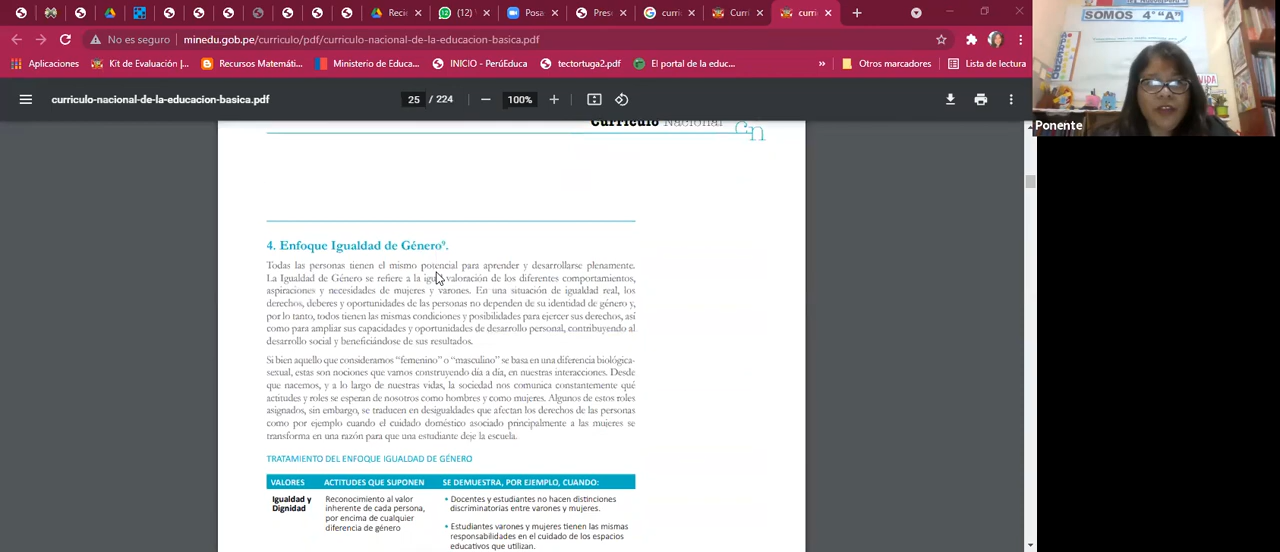 Recie
(12)
Posa
Pres
curric
Curri
curric
No es seguro
minedu.gob.pe/curriculo/pdf/curriculo-nacional-de-la-educacion-basica.pdf
Aplicaciones
Kit de Evaluación |...
Recursos Matemáti...
Ministerio de Educa...
INICIO - PerúEduca
tectortuga2.pdf
El portal de la educ...
»
Otros marcadores
Lista de lectura
curriculo-nacional-de-la-educacion-basica.pdf
25 / 224
100%
Currículo Nacional
cn
4. Enfoque Igualdad de Género⁹.
Todas las personas tienen el mismo potencial para aprender y desarrollarse plenamente.
La Igualdad de Género se refiere a la igual valoración de los diferentes comportamientos,
aspiraciones y necesidades de mujeres y varones. En una situación de igualdad real, los
derechos, deberes y oportunidades de las personas no dependen de su identidad de género y,
por lo tanto, todos tienen las mismas condiciones y posibilidades para ejercer sus derechos, así
como para ampliar sus capacidades y oportunidades de desarrollo personal, contribuyendo al
desarrollo social y beneficiándose de sus resultados.
Si bien aquello que consideramos “femenino” o “masculino” se basa en una diferencia biológica-
sexual, estas son nociones que vamos construyendo día a día, en nuestras interacciones. Desde
que nacemos, y a lo largo de nuestras vidas, la sociedad nos comunica constantemente qué
actitudes y roles se esperan de nosotros como hombres y como mujeres. Algunos de estos roles
asignados, sin embargo, se traducen en desigualdades que afectan los derechos de las personas
como por ejemplo cuando el cuidado doméstico asociado principalmente a las mujeres se
transforma en una razón para que una estudiante deje la escuela.
TRATAMIENTO DEL ENFOQUE IGUALDAD DE GÉNERO
VALORES ACTITUDES QUE SUPONEN SE DEMUESTRA, POR EJEMPLO, CUANDO:
Igualdad y
Dignidad
Reconocimiento al valor
inherente de cada persona,
por encima de cualquier
diferencia de género
• Docentes y estudiantes no hacen distinciones
discriminatorias entre varones y mujeres.
• Estudiantes varones y mujeres tienen las mismas
responsabilidades en el cuidado de los espacios
educativos que utilizan.
SOMOS 4° “A”
Ponente